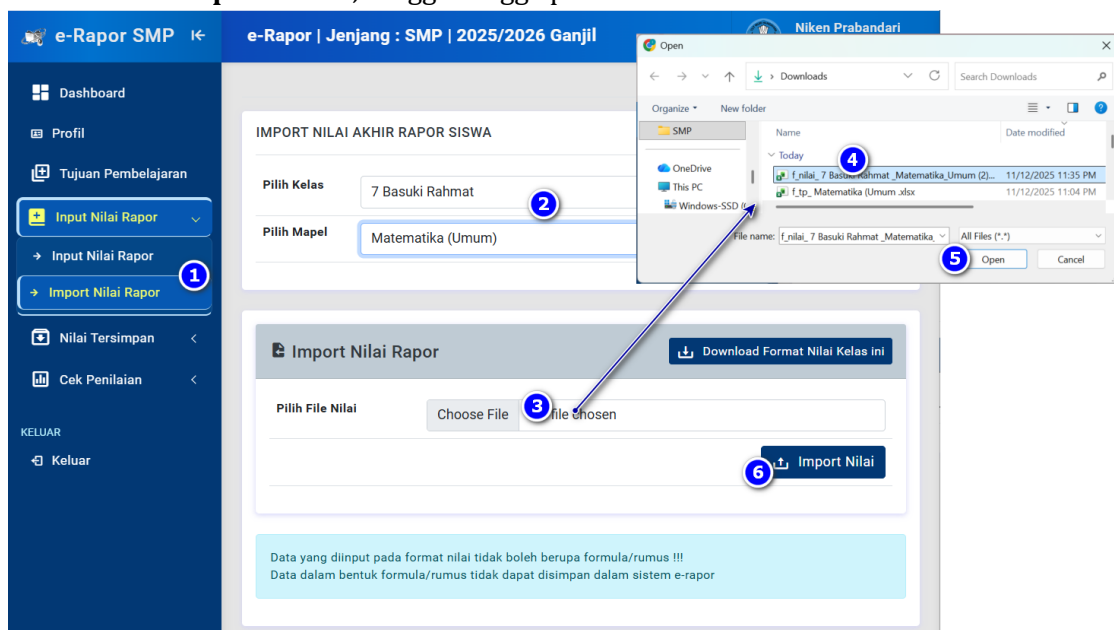 e-Rapor SMP
e-Rapor | Jenjang : SMP | 2025/2026 Ganjil
Niken Prabandari
Dashboard
Profil
Tujuan Pembelajaran
Input Nilai Rapor
Input Nilai Rapor
1
Import Nilai Rapor
Nilai Tersimpan
Cek Penilaian
KELUAR
Keluar
IMPORT NILAI AKHIR RAPOR SISWA
Pilih Kelas
7 Basuki Rahmat
2
Pilih Mapel
Matematika (Umum)
Open
Downloads
Search Downloads
Organize
New folder
SMP
OneDrive
This PC
Windows-SSD
Name
Date modified
Today
4
f_nilai_ 7 Basuki Rahmat _Matematika_Umum (2)... 11/12/2025 11:35 PM
f_tp_ Matematika (Umum .xlsx 11/12/2025 11:04 PM
File name: f_nilai_ 7 Basuki Rahmat _Matematika_
All Files (*.*)
5
Open
Cancel
Import Nilai Rapor
Download Format Nilai Kelas ini
Pilih File Nilai
Choose File
3
file chosen
6
Import Nilai
Data yang diinput pada format nilai tidak boleh berupa formula/rumus !!!
Data dalam bentuk formula/rumus tidak dapat disimpan dalam sistem e-rapor